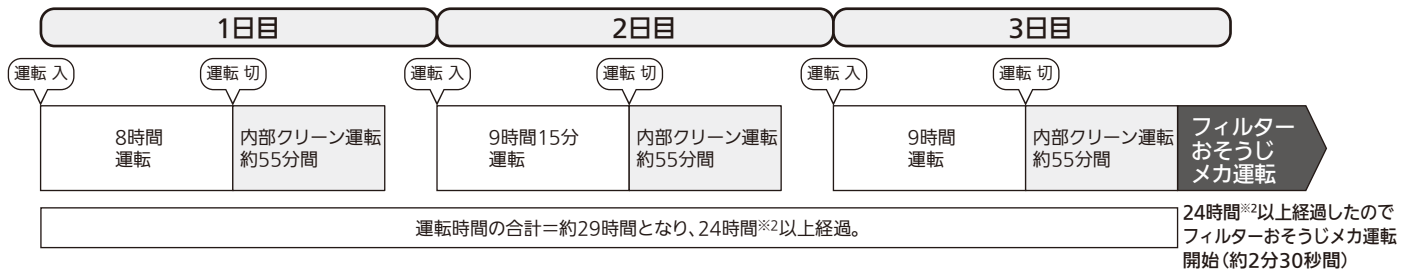 1日目
2日目
3日目
運転 入
運転 切
運転 入
運転 切
運転 入
運転 切
8時間
運転
内部クリーン運転
約55分間
9時間15分
運転
内部クリーン運転
約55分間
9時間
運転
内部クリーン運転
約55分間
フィルター
おそうじ
メカ運転
運転時間の合計＝約29時間となり、24時間※2以上経過。
24時間※2以上経過したので
フィルターおそうじメカ運転
開始（約2分30秒間）